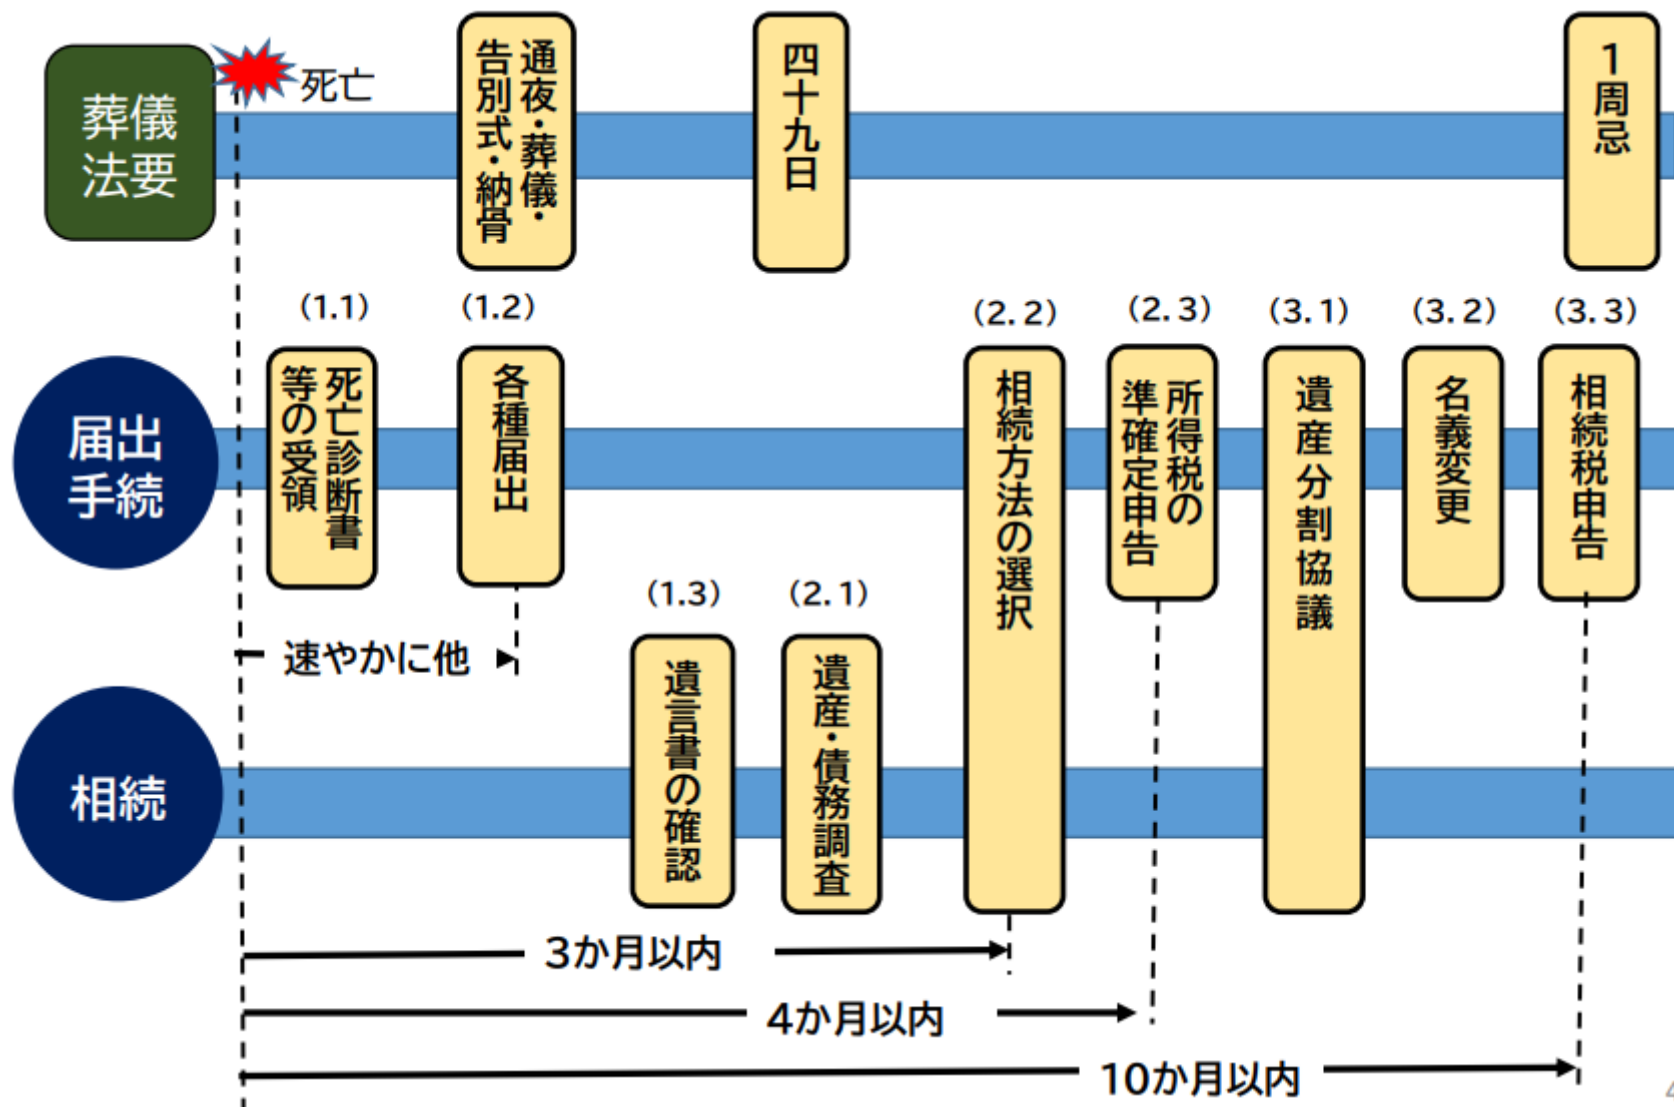 葬儀
法要
死亡
通夜・葬儀・
告別式・納骨
四十九日
1周忌
届出
手続
(1.1)
死亡診断書
等の受領
(1.2)
各種届出
(2.2)
相続方法の選択
(2.3)
所得税の
準確定申告
(3.1)
遺産分割協議
(3.2)
名義変更
(3.3)
相続税申告
速やかに他
相続
(1.3)
遺言書の確認
(2.1)
遺産・債務調査
3か月以内
4か月以内
10か月以内